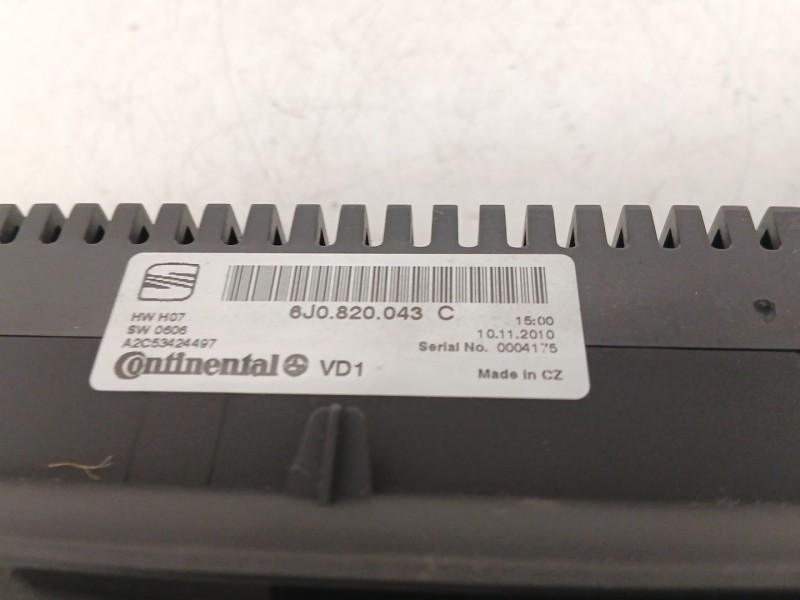 6J0.820.043 C
HW H07
SW 0606
A2C53424497
15:00
10.11.2010
Serial No. 0004175
Continental VD1
Made in CZ